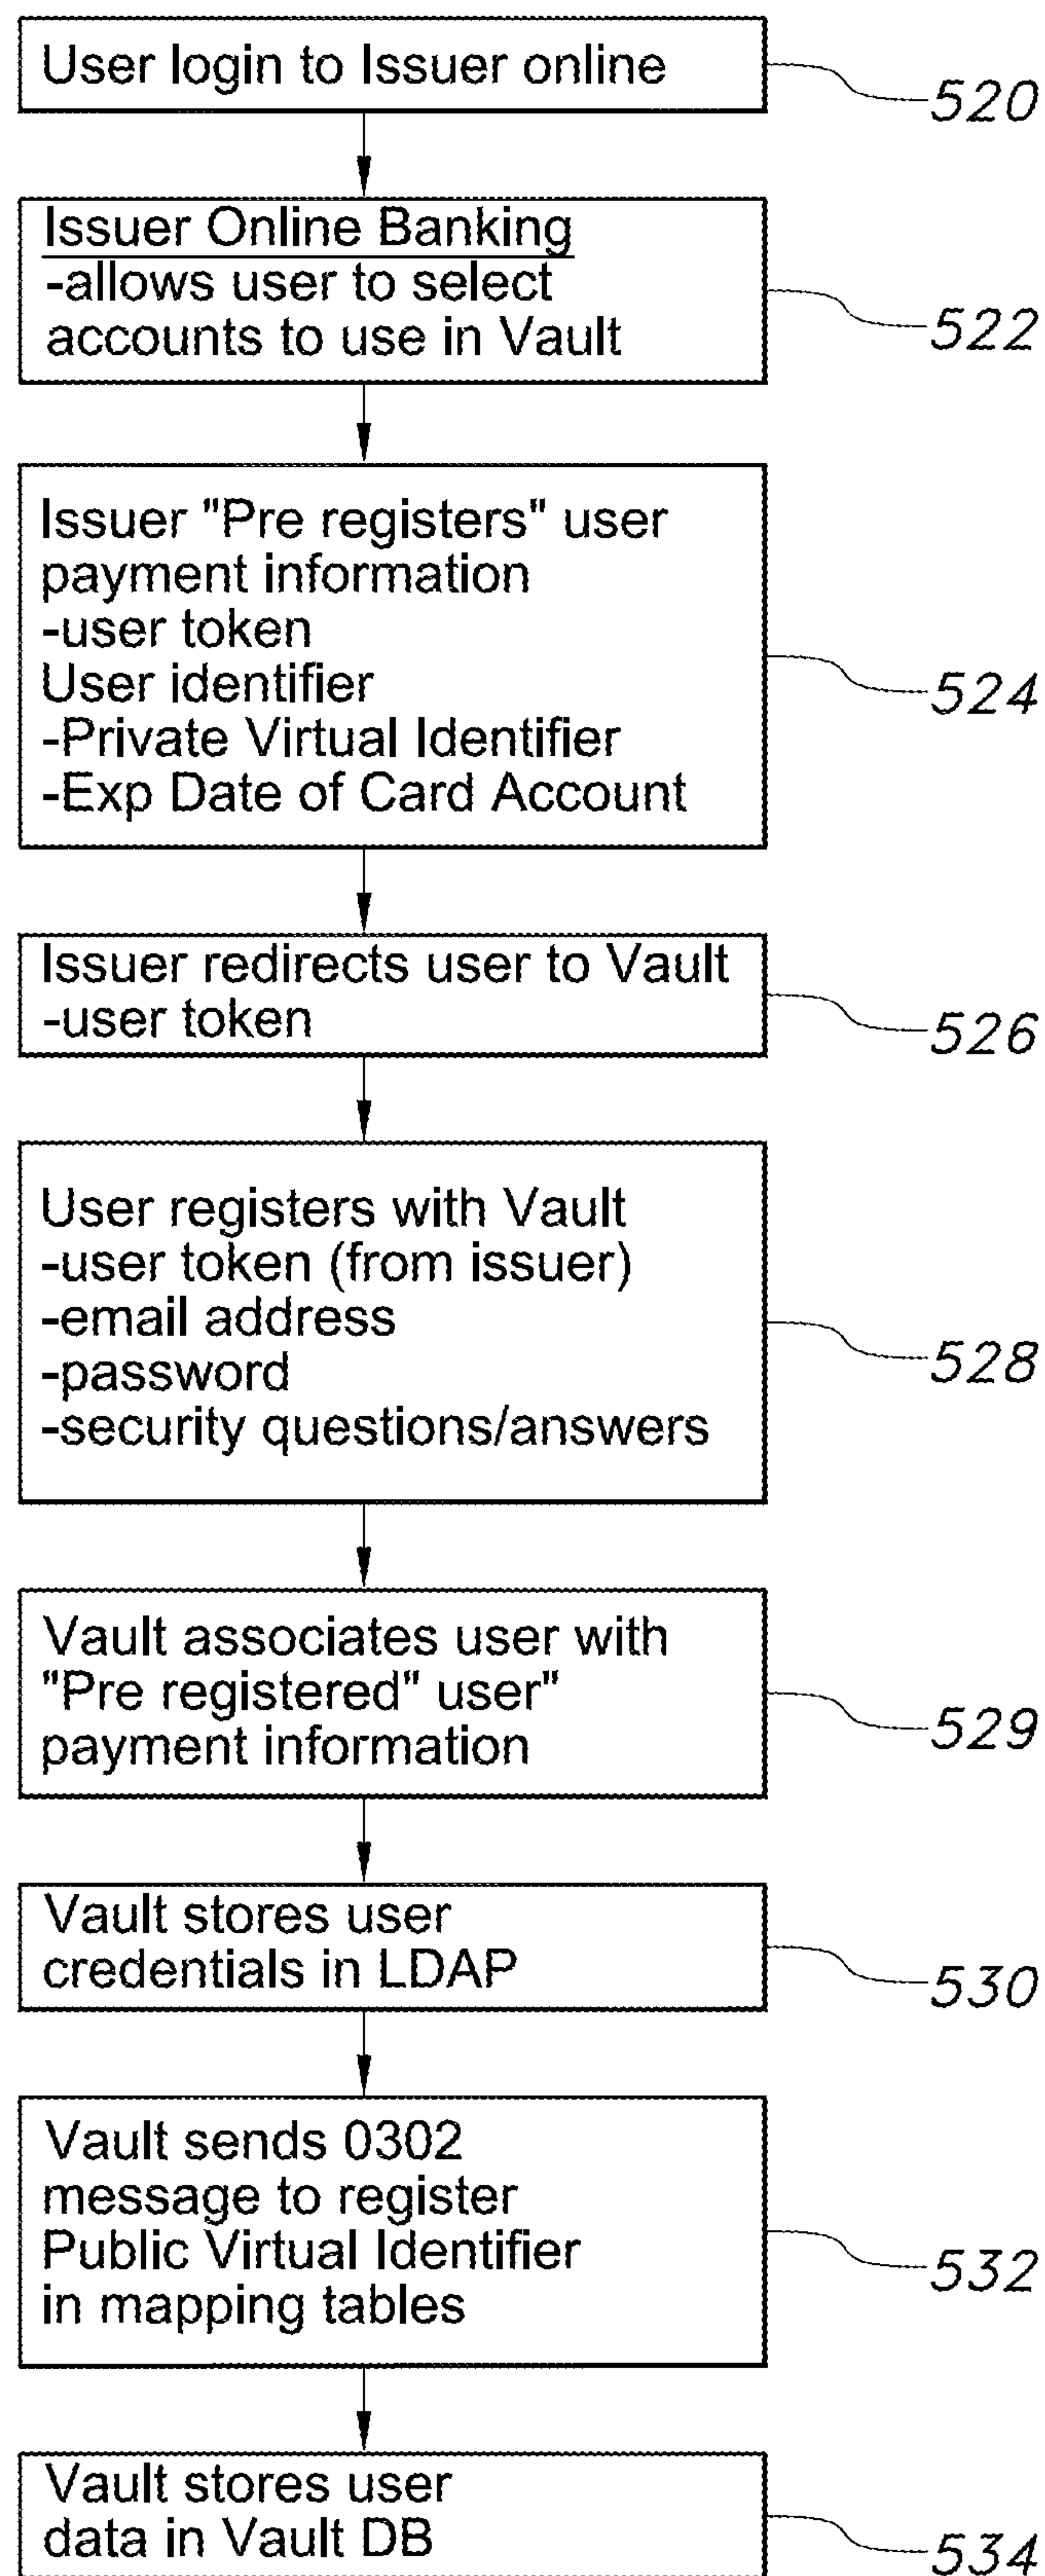 User login to Issuer online
520
Issuer Online Banking
-allows user to select
accounts to use in Vault
522
Issuer "Pre registers" user
payment information
-user token
User identifier
-Private Virtual Identifier
-Exp Date of Card Account
524
Issuer redirects user to Vault
-user token
526
User registers with Vault
-user token (from issuer)
-email address
-password
-security questions/answers
528
Vault associates user with
"Pre registered" user"
payment information
529
Vault stores user
credentials in LDAP
530
Vault sends 0302
message to register
Public Virtual Identifier
in mapping tables
532
Vault stores user
data in Vault DB
534